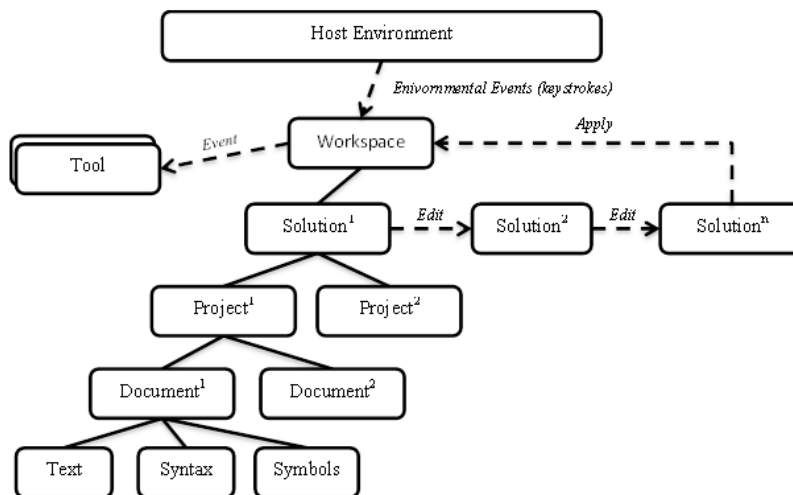 Host Environment
Enivornmental Events (keystrokes)
Apply
Workspace
Event
Tool
Solution¹
Edit
Solution²
Edit
Solutionⁿ
Project¹
Project²
Document¹
Document²
Text
Syntax
Symbols